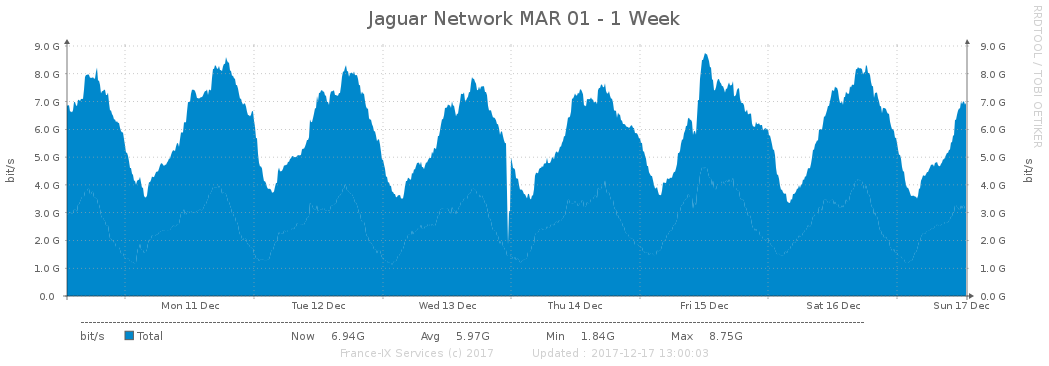 Jaguar Network MAR 01 - 1 Week
RRDTOOL / TOBI OETIKER
bit/s
9.0 G 9.0 G
8.0 G 8.0 G
7.0 G 7.0 G
6.0 G 6.0 G
5.0 G 5.0 G
4.0 G 4.0 G
3.0 G 3.0 G
2.0 G 2.0 G
1.0 G 1.0 G
0.0 0.0 G
bit/s
Mon 11 Dec Tue 12 Dec Wed 13 Dec Thu 14 Dec Fri 15 Dec Sat 16 Dec Sun 17 Dec
bit/s Total Now 6.94G Avg 5.97G Min 1.84G Max 8.75G
France-IX Services (c) 2017 Updated : 2017-12-17 13:00:03